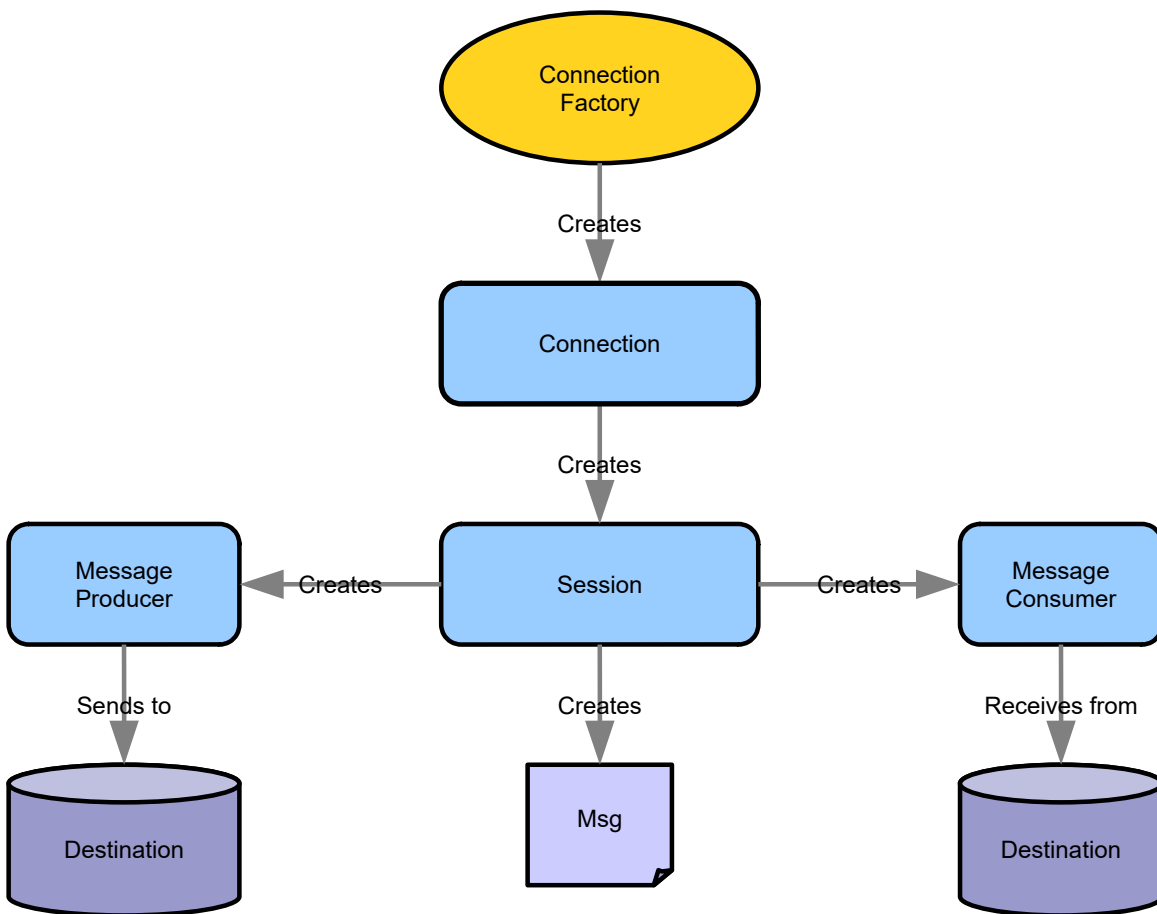 Connection
Factory
Creates
Connection
Creates
Message
Producer
Creates
Session
Creates
Message
Consumer
Sends to
Creates
Receives from
Destination
Msg
Destination